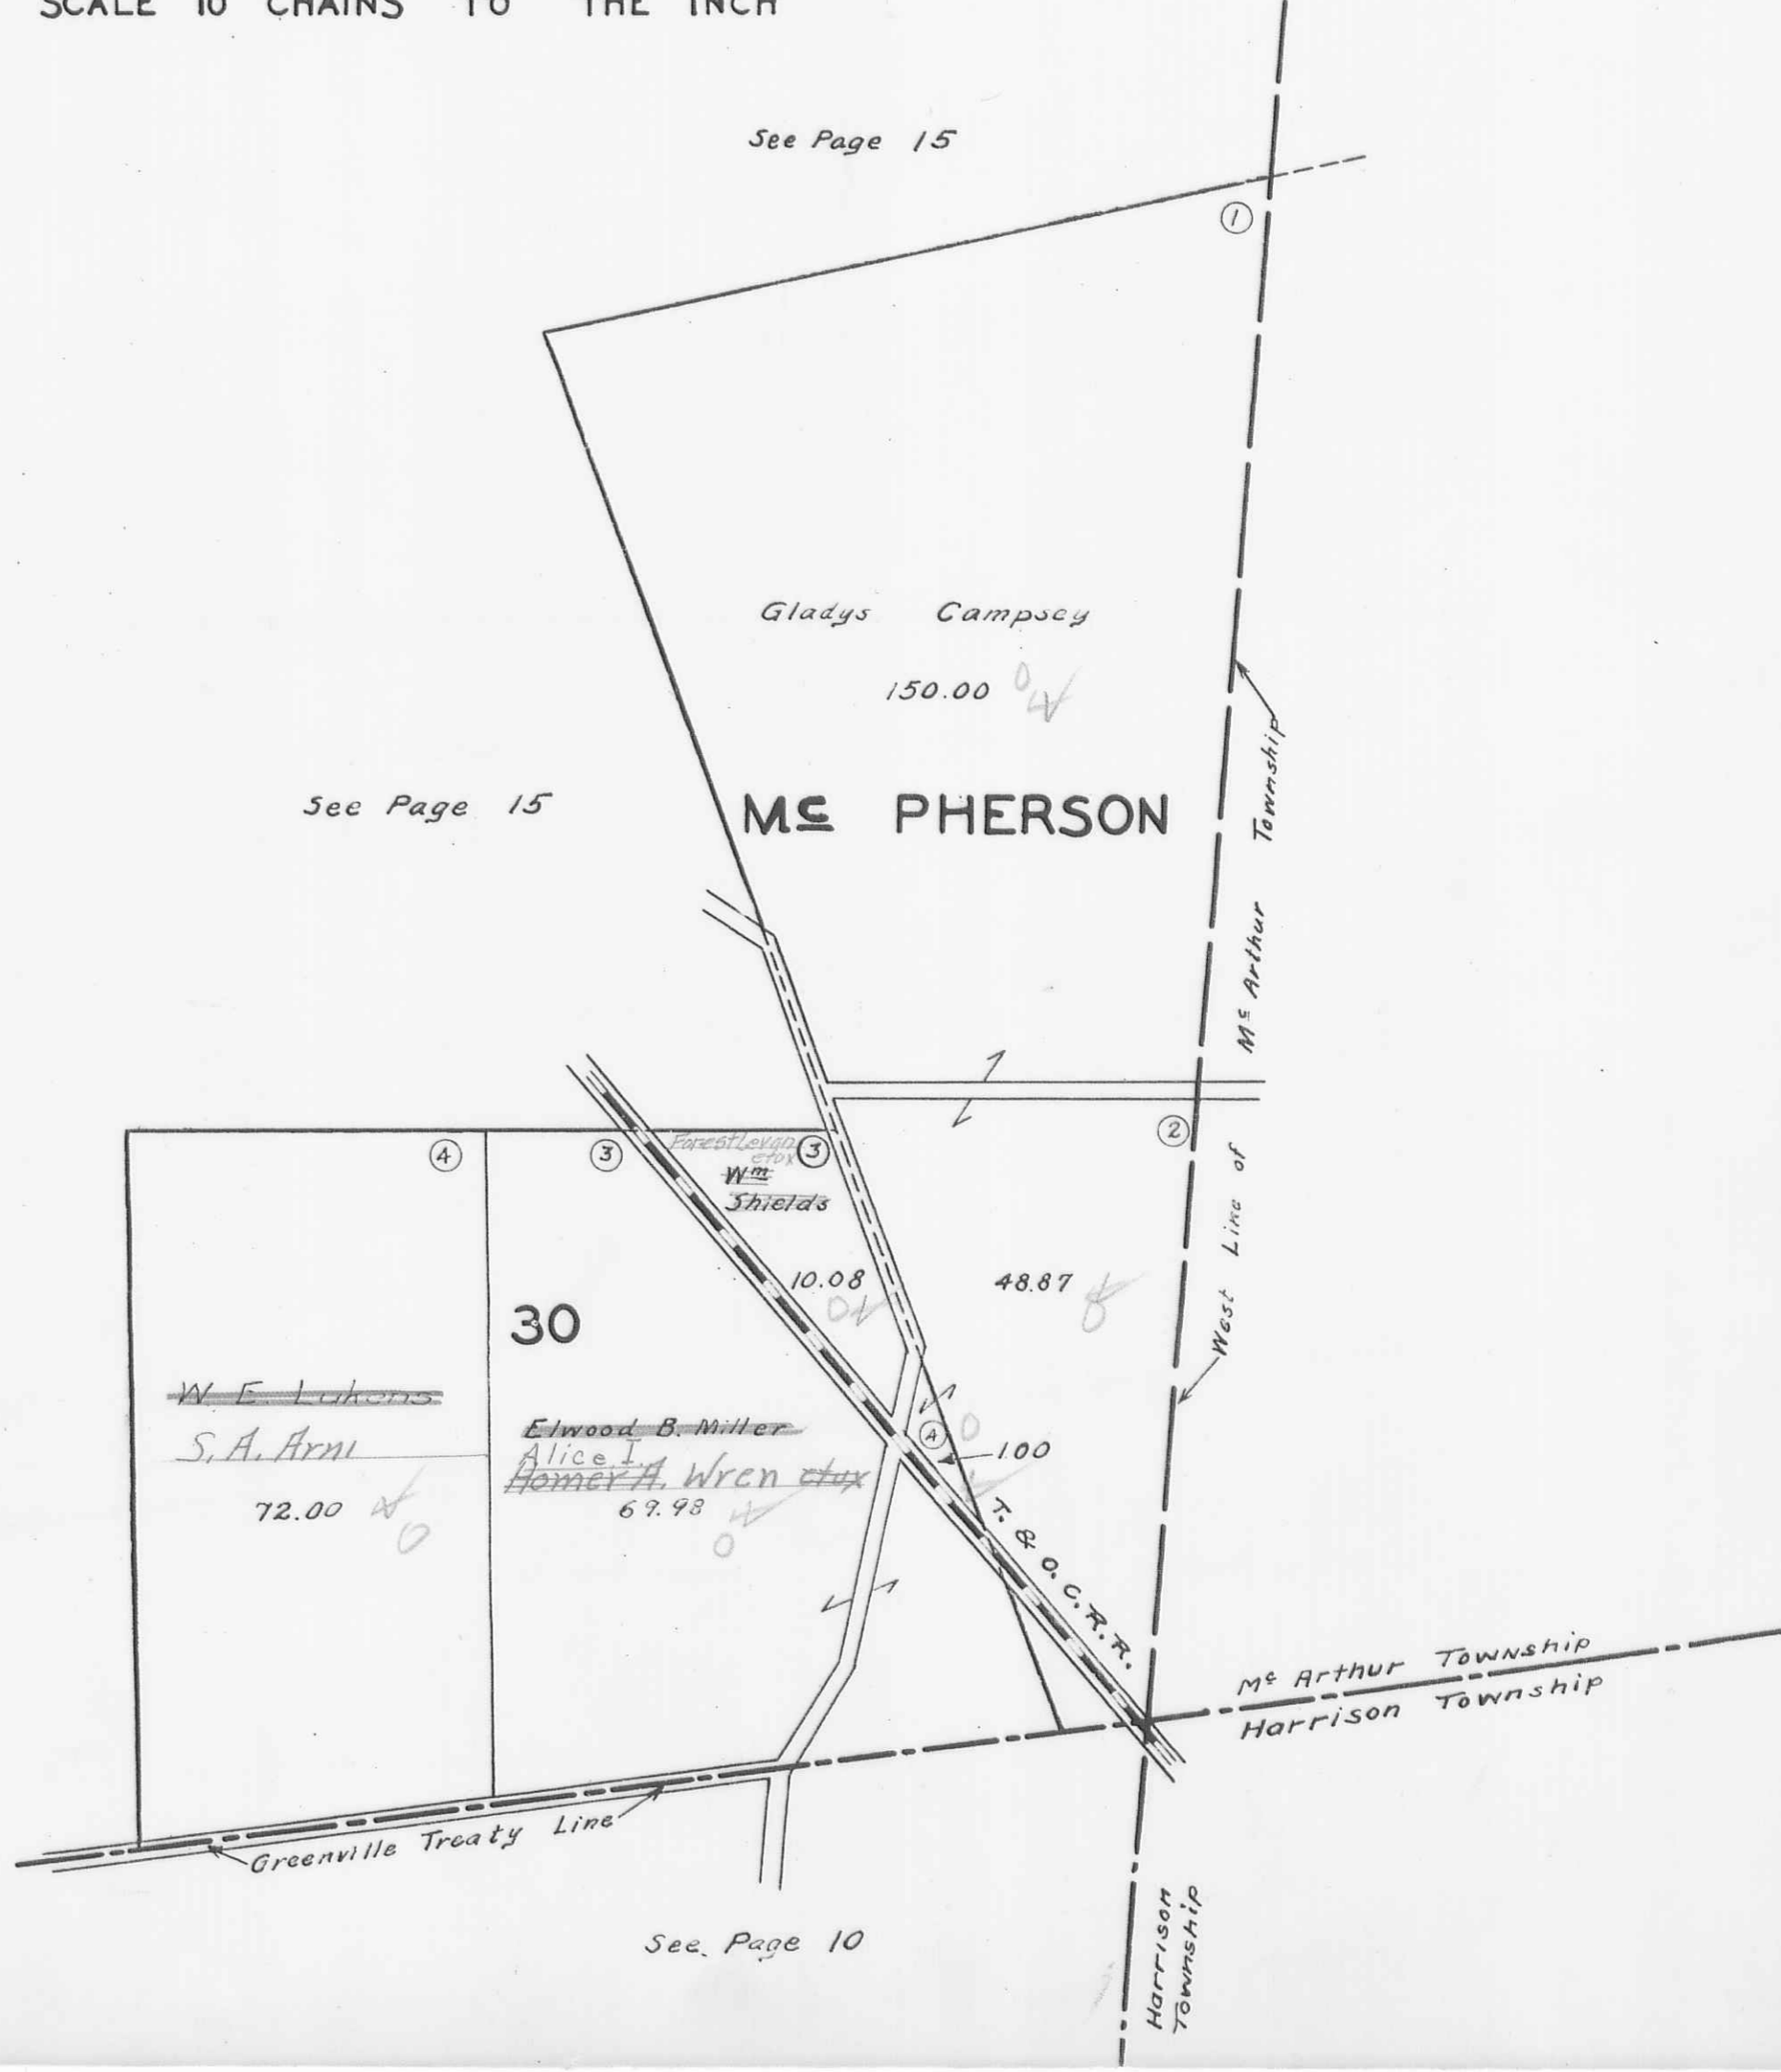 SCALE 10 CHAINS TO THE INCH
See Page 15
1
Gladys Campsey
150.00
See Page 15
Mc PHERSON
West Line of Mc Arthur Township
2
4
3
Forest Levan
etux
3
Wm
Shields
10.08
48.87
30
W. E. Lukens
S. A. Arni
72.00
Elwood B. Miller
Alice I.
Homer A. Wren etux
69.98
4
1.00
T. & O. C. R. R.
Mc Arthur Township
Harrison Township
Greenville Treaty Line
See Page 10
Harrison
Township